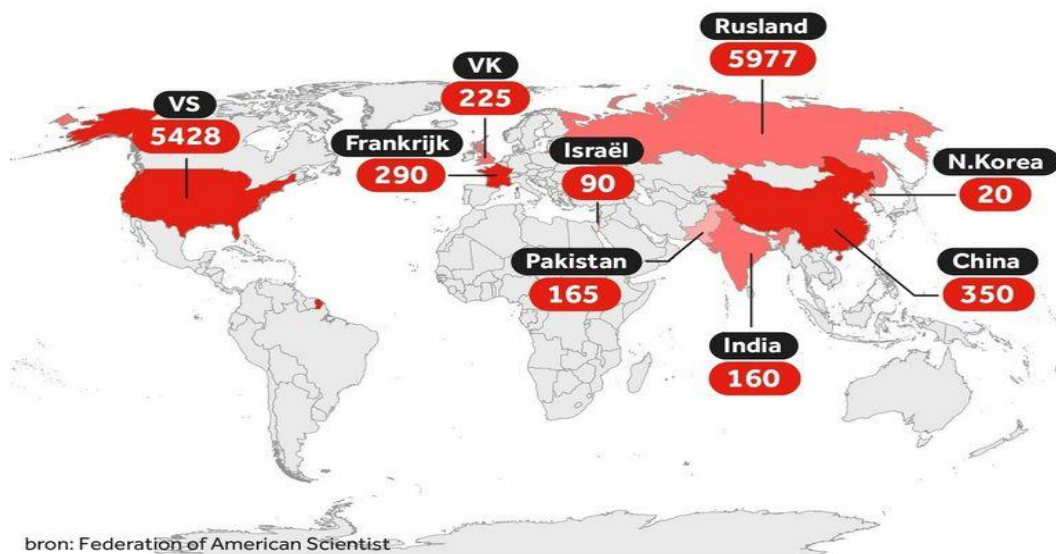 Rusland
5977
VK
225
VS
5428
Frankrijk
290
Israël
90
N.Korea
20
Pakistan
165
China
350
India
160
bron: Federation of American Scientist